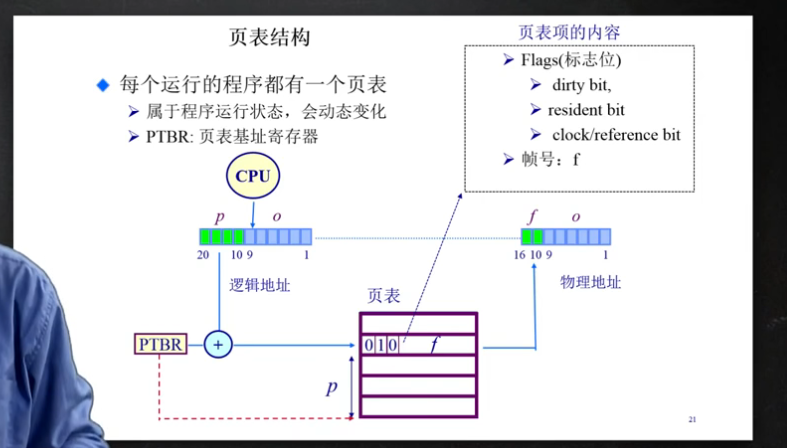 页表结构
页表项的内容
每个运行的程序都有一个页表
属于程序运行状态，会动态变化
PTBR: 页表基址寄存器
Flags(标志位)
dirty bit,
resident bit
clock/reference bit
帧号：f
CPU
p o
f o
20 10 9 1
16 10 9 1
逻辑地址
物理地址
页表
PTBR
+
0 1 0 f
p
21